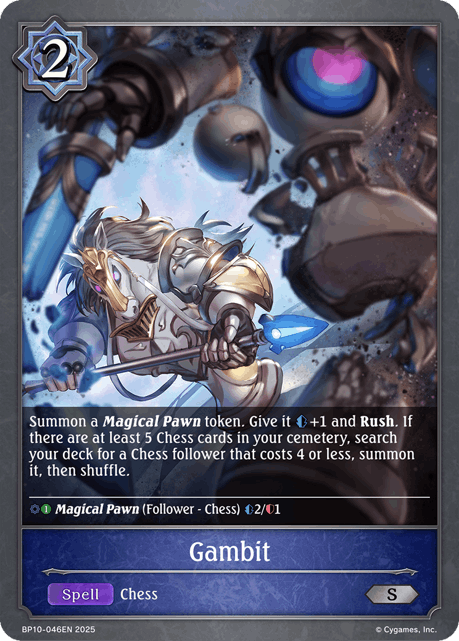 2
Summon a Magical Pawn token. Give it +1 and Rush. If
there are at least 5 Chess cards in your cemetery, search
your deck for a Chess follower that costs 4 or less, summon
it, then shuffle.
1 Magical Pawn (Follower - Chess) 2/1
Gambit
Spell Chess S
BP10-046EN 2025 © Cygames, Inc.